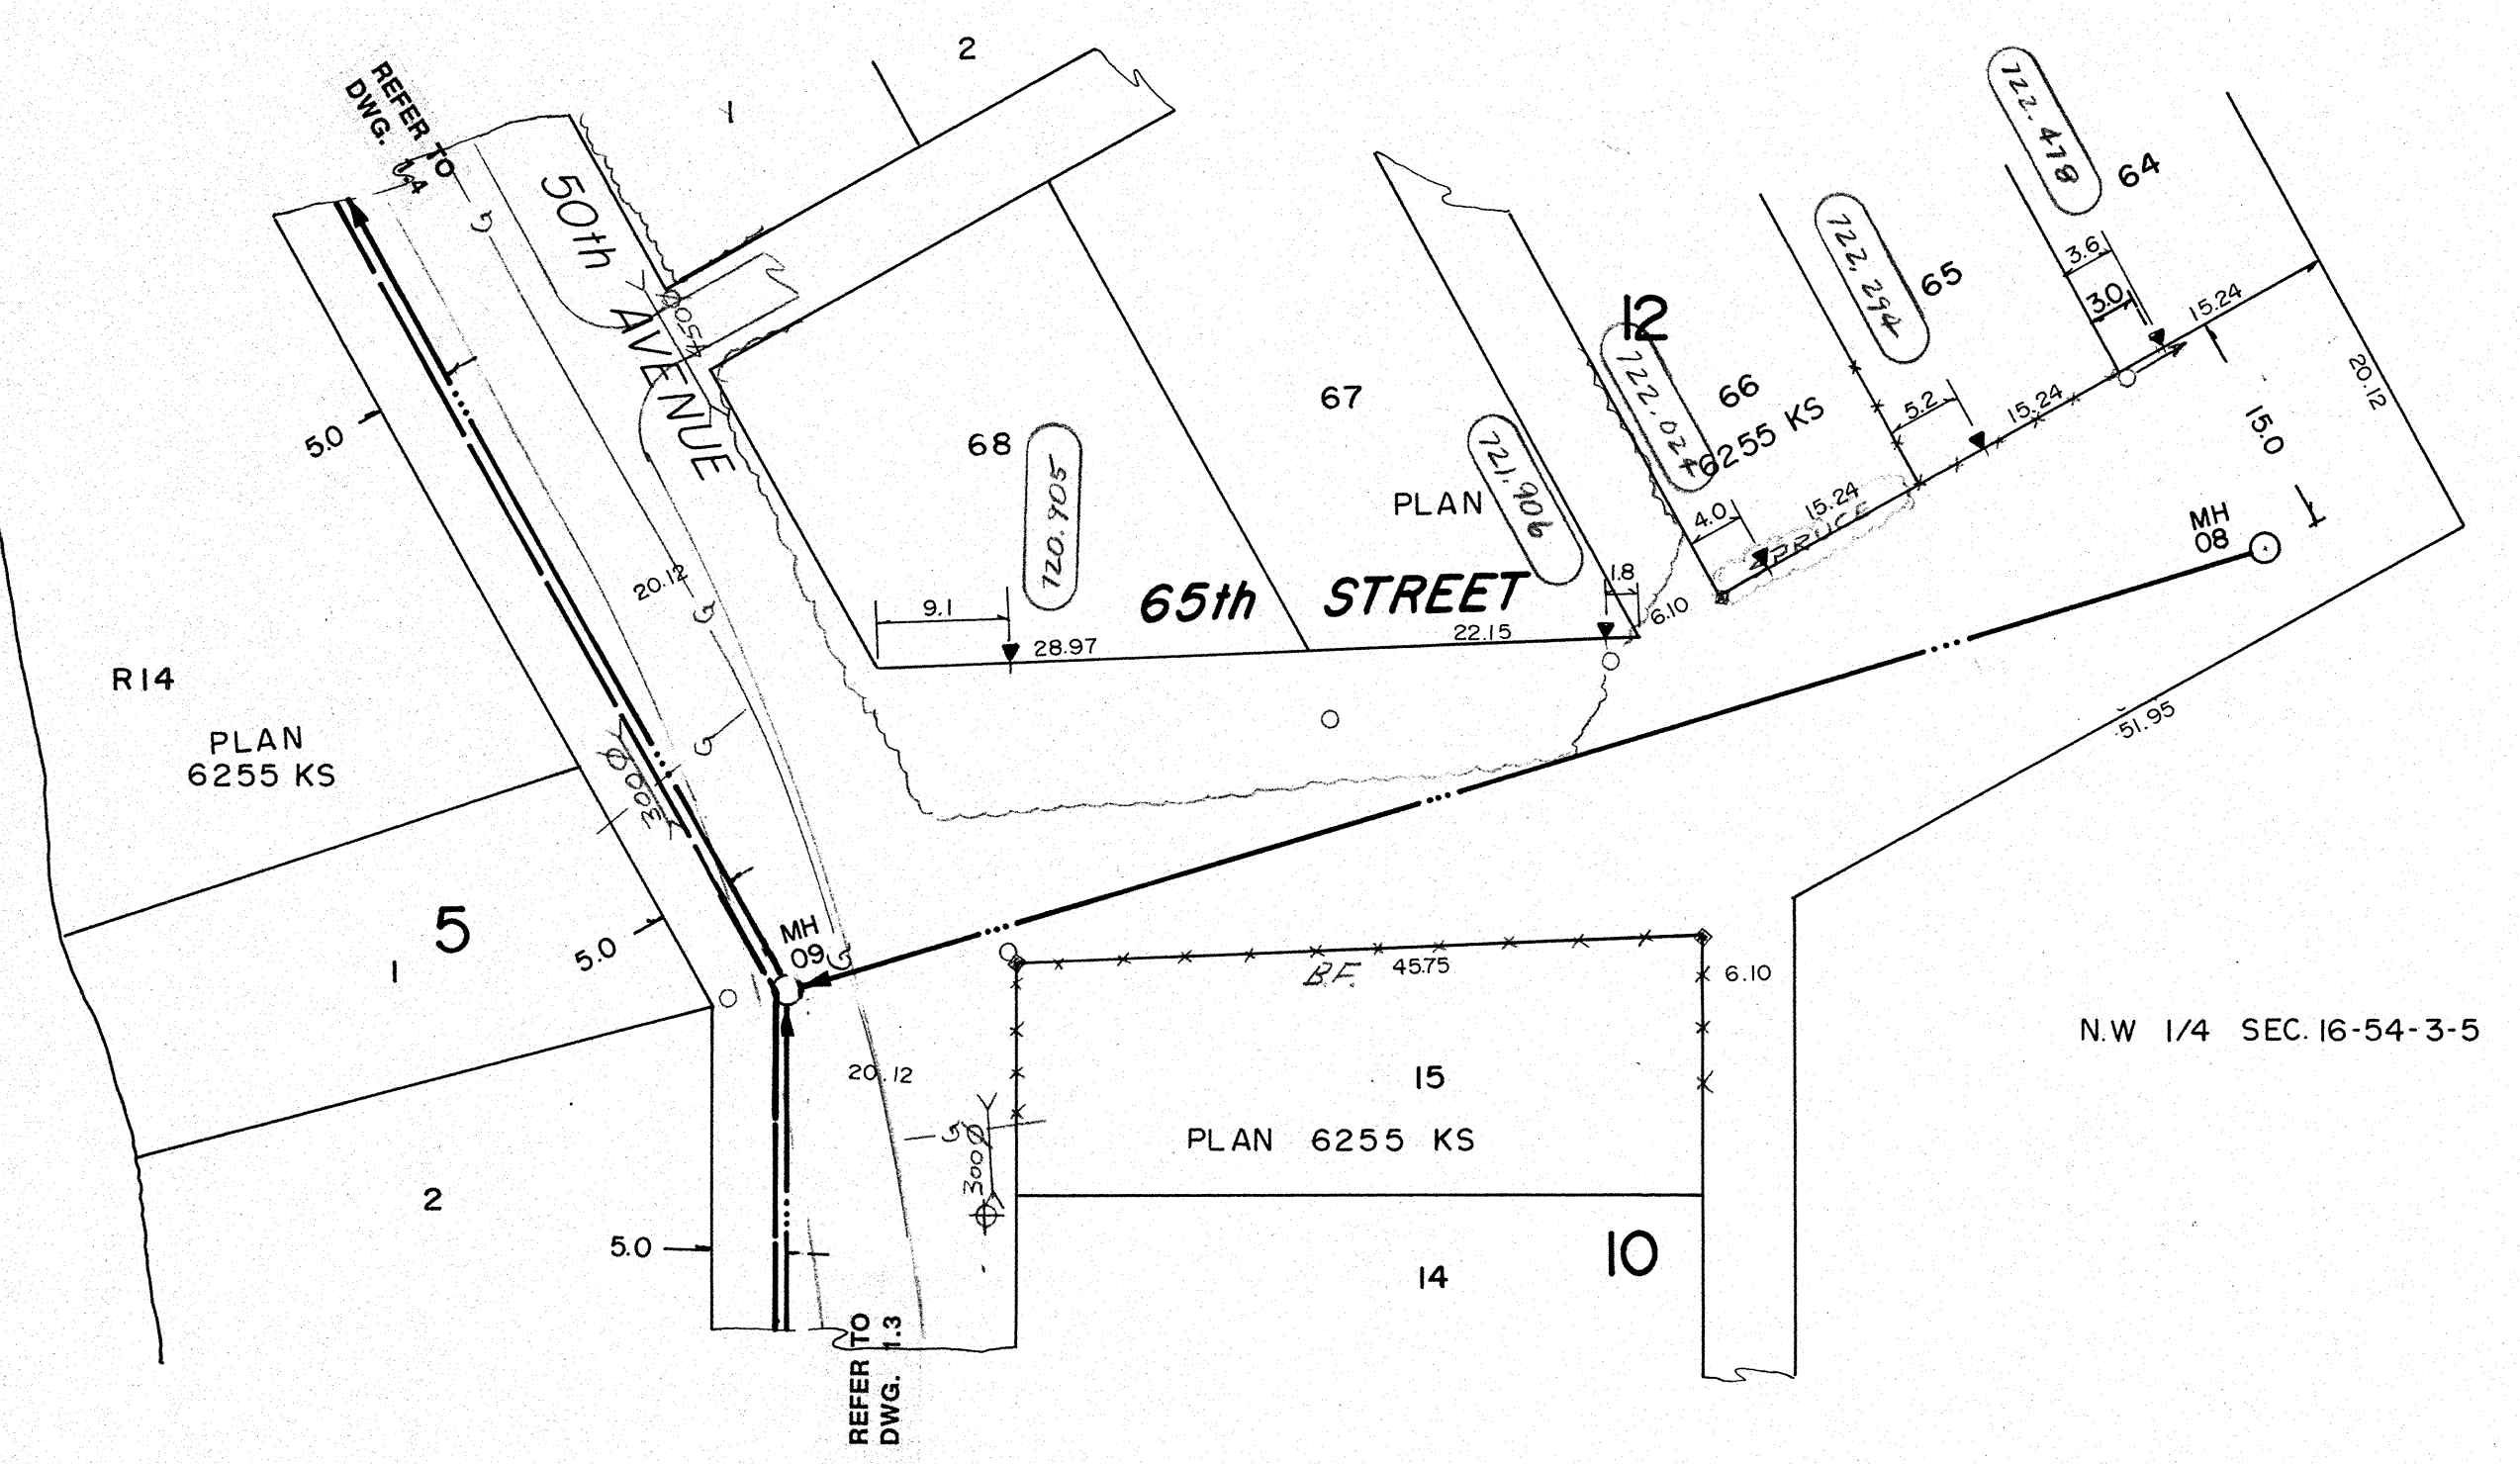 2
1
REFER TO
DWG. 1.4
50th AVENUE
G
450Ø
12
64
65
66
6255 KS
67
68
PLAN
722.478
722.294
722.024
721.906
720.905
3.6
3.0
15.24
20.12
15.0
5.2
15.24
4.0
15.24
SPRUCE
MH
08
1.8
6.10
65th STREET
9.1
28.97
22.15
5.0
20.12
G
R14
PLAN
6255 KS
300Ø
G
51.95
5
1
5.0
MH
09
G
B.F.
45.75
6.10
N.W 1/4 SEC. 16-54-3-5
20.12
15
PLAN 6255 KS
G
300Ø
2
5.0
10
14
REFER TO
DWG. 1.3